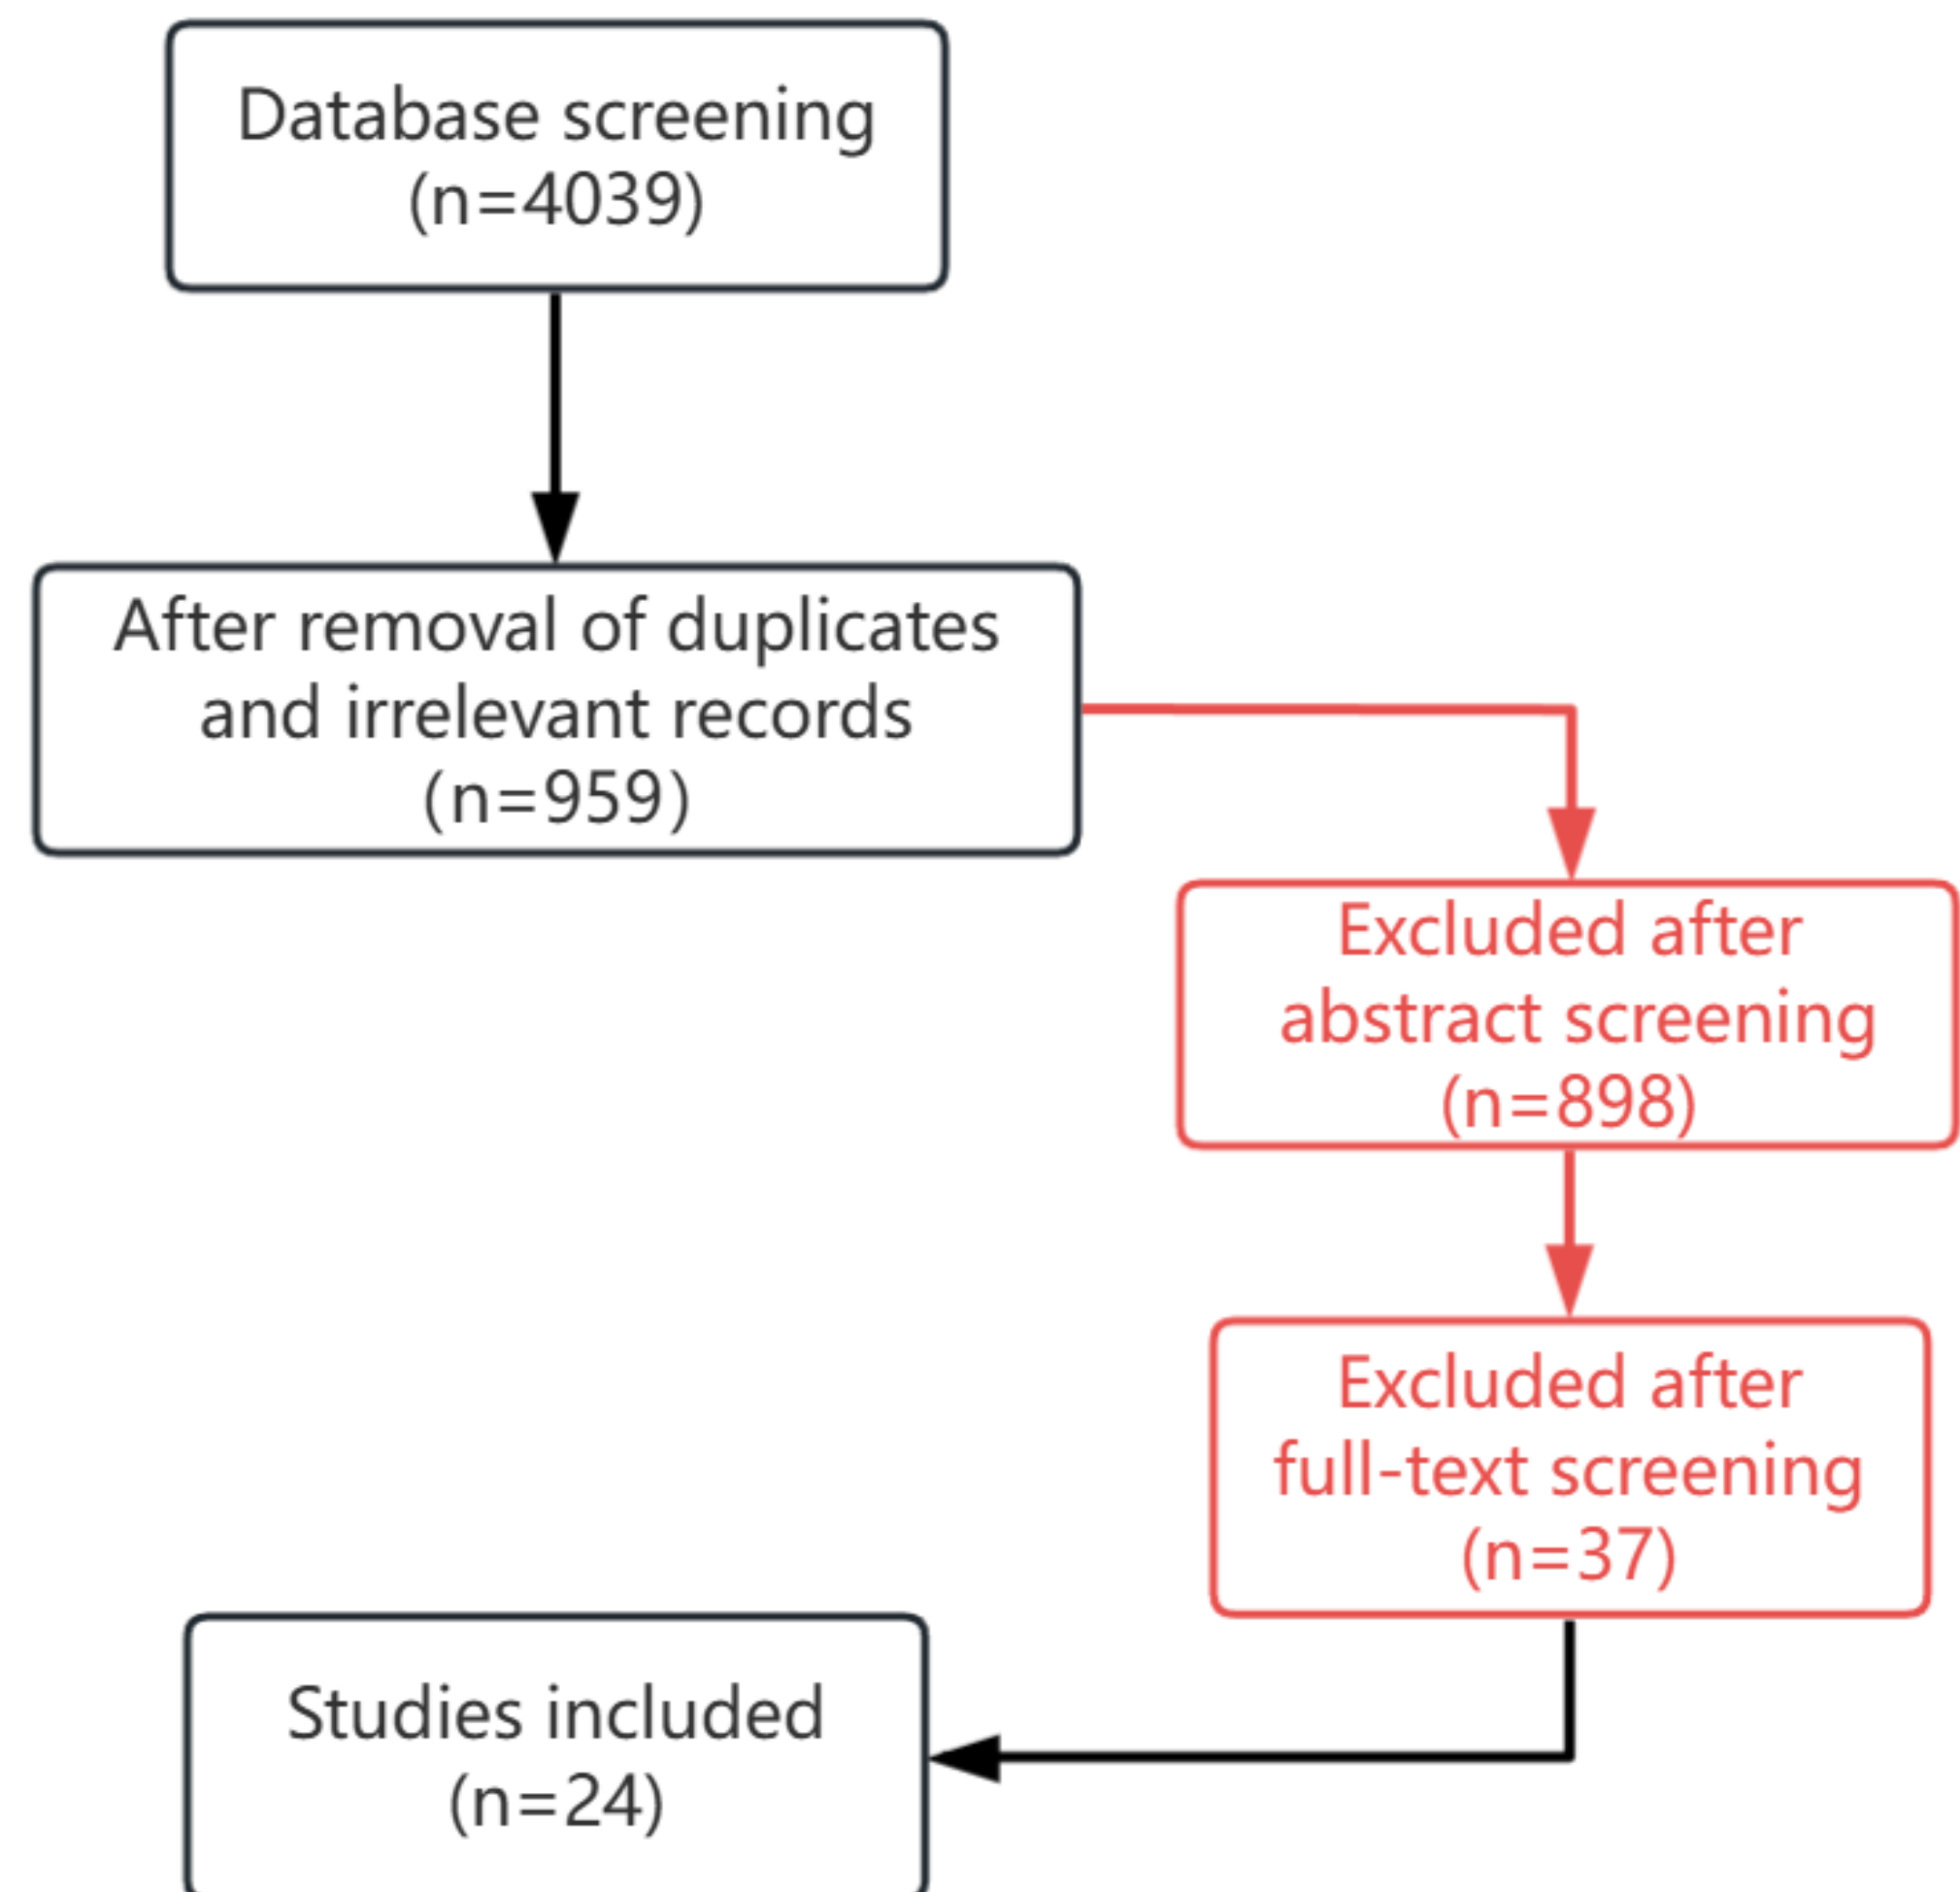 Database screening
(n=4039)
After removal of duplicates
and irrelevant records
(n=959)
Excluded after
abstract screening
(n=898)
Excluded after
full-text screening
(n=37)
Studies included
(n=24)